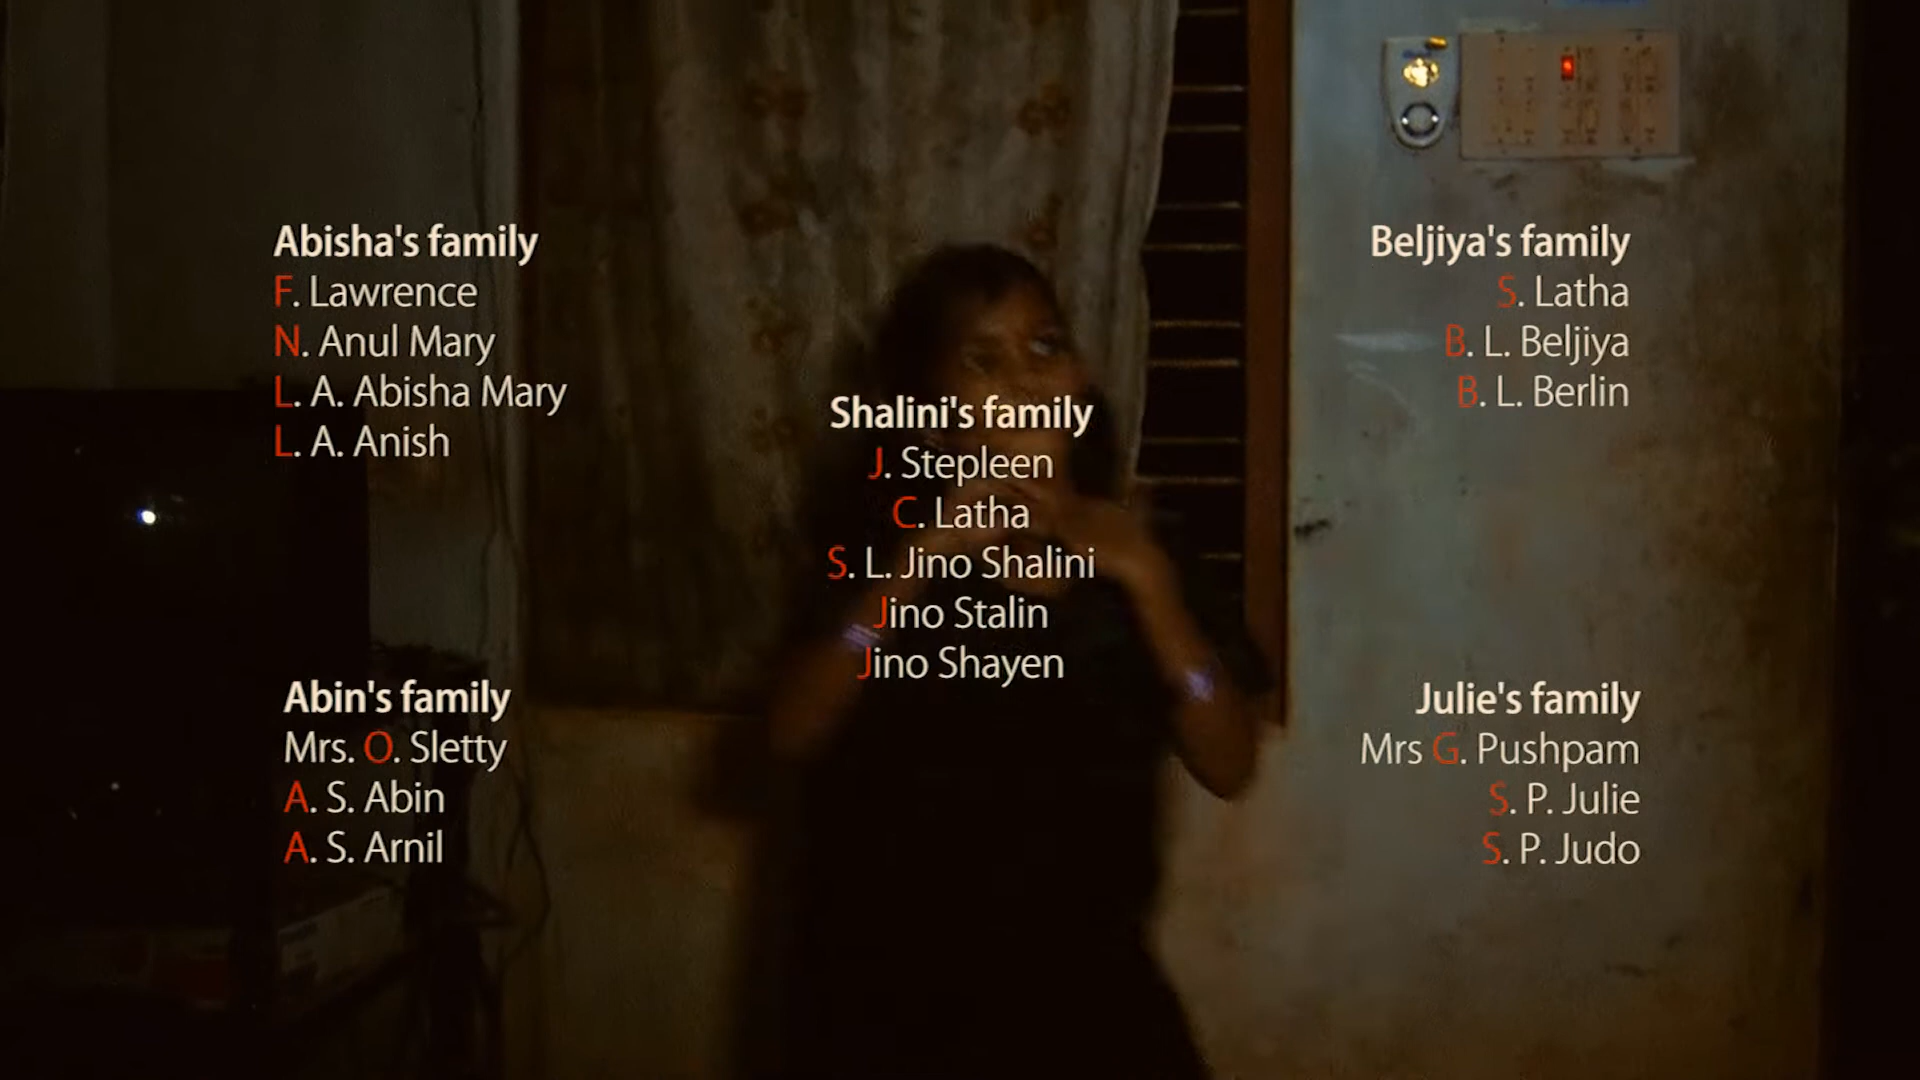 Abisha's family
F. Lawrence
N. Anul Mary
L. A. Abisha Mary
L. A. Anish
Beljiya's family
S. Latha
B. L. Beljiya
B. L. Berlin
Shalini's family
J. Stepleen
C. Latha
S. L. Jino Shalini
Jino Stalin
Jino Shayen
Abin's family
Mrs. O. Sletty
A. S. Abin
A. S. Arnil
Julie's family
Mrs G. Pushpam
S. P. Julie
S. P. Judo